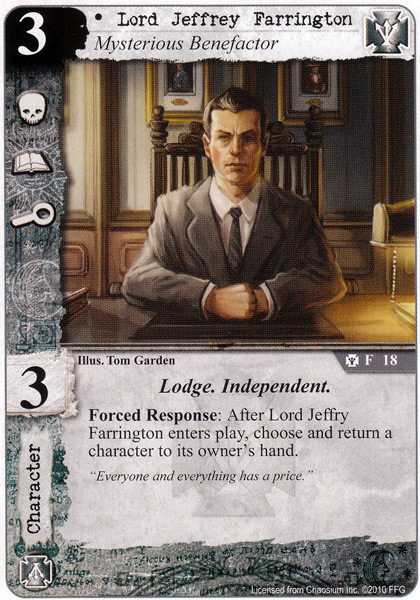 3
• Lord Jeffrey Farrington
Mysterious Benefactor
Illus. Tom Garden
F 18
3
Lodge. Independent.
Forced Response: After Lord Jeffry
Farrington enters play, choose and return a
character to its owner's hand.
“Everyone and everything has a price.”
Character
Licensed from Chaosium Inc. ©2010 FFG